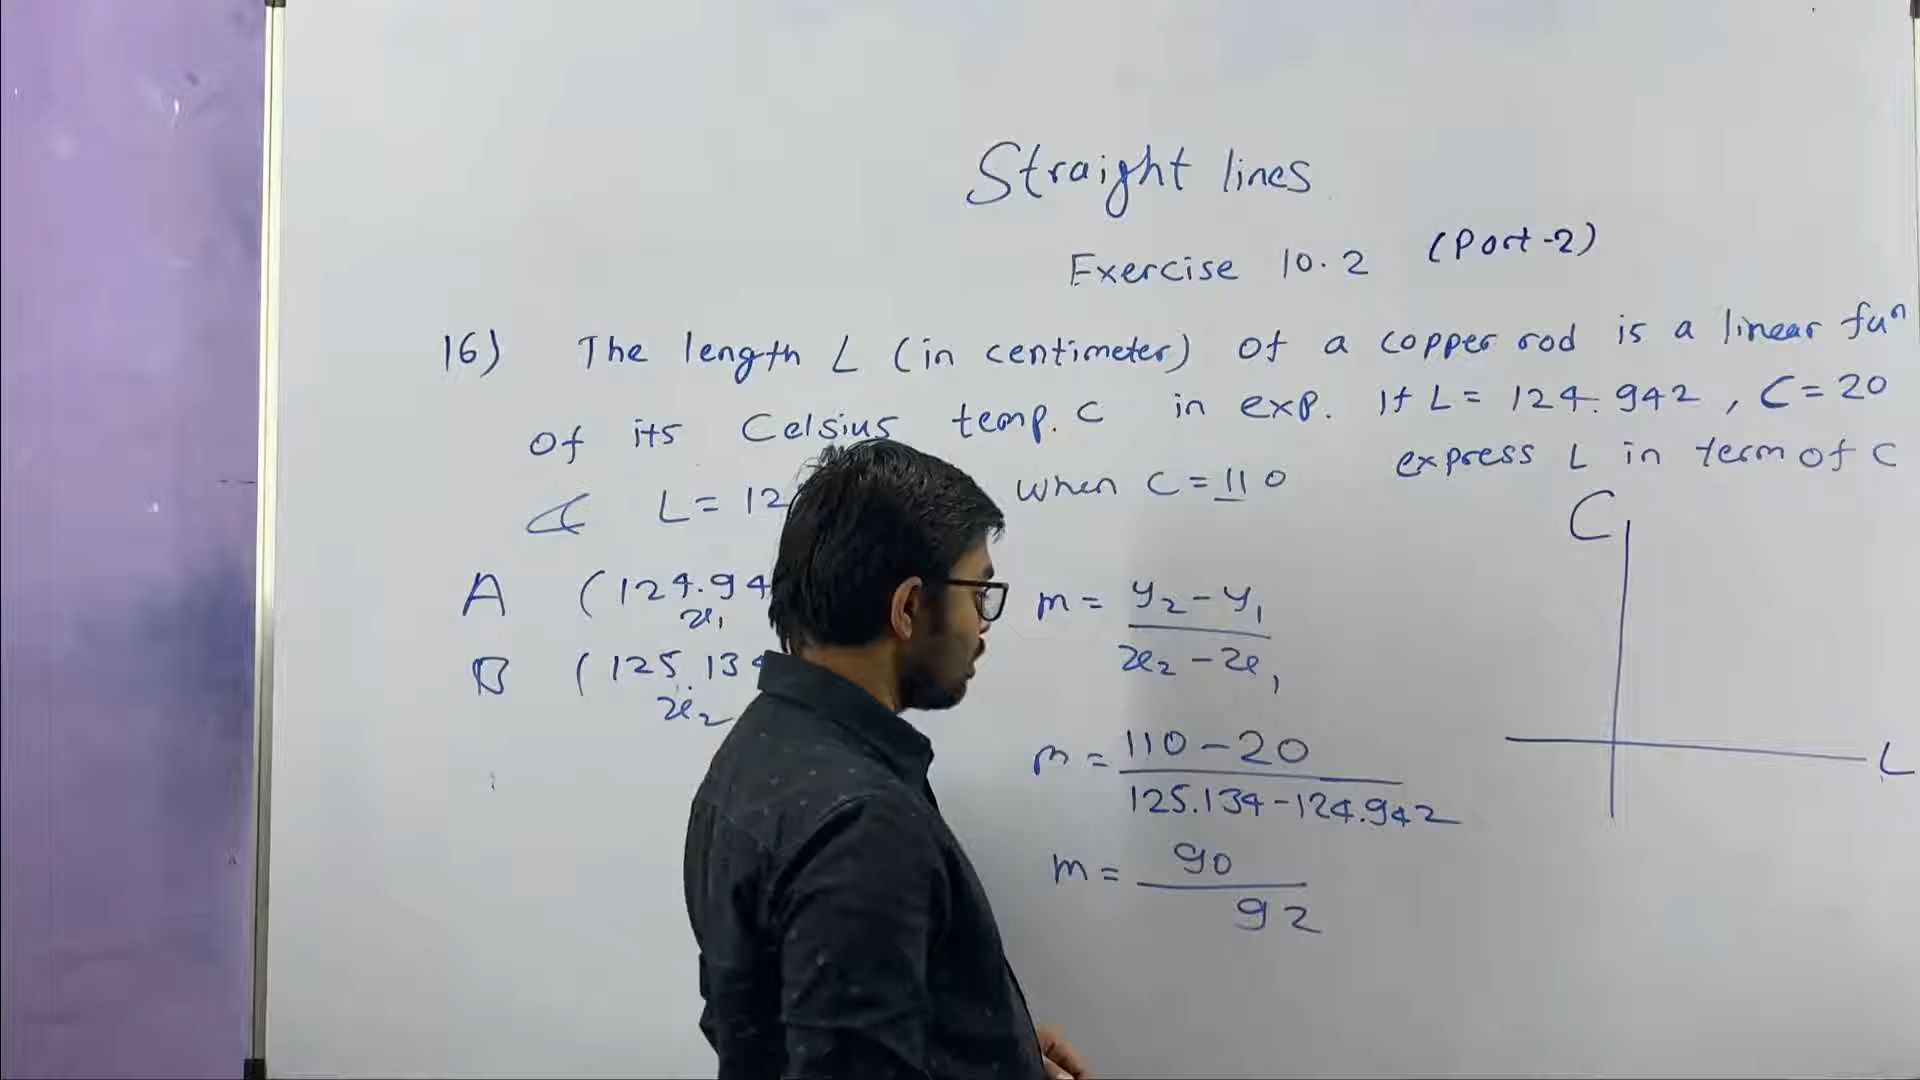 Straight lines
Exercise 10.2 (Part-2)
16) The length L (in centimeter) of a copper rod is a linear fun
of its Celsius temp. C in exp. If L = 124.942 , C = 20
L = 12 when C = 110 express L in term of C
C
A (124.94
x₁
B (125.134
x₂
m = y₂ - y₁
x₂ - x₁
m = 110 - 20
125.134 - 124.942
L
m = 90
92